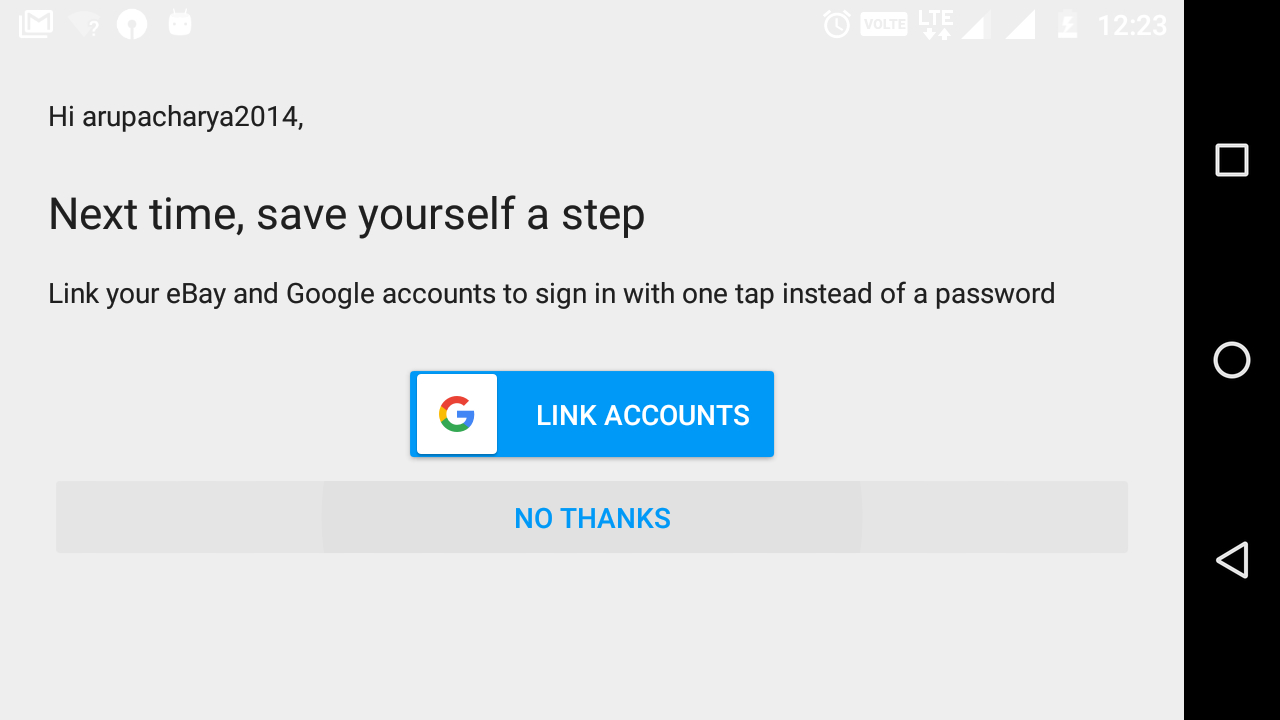 VOLTE LTE 12:23
Hi arupacharya2014,
Next time, save yourself a step
Link your eBay and Google accounts to sign in with one tap instead of a password
LINK ACCOUNTS
NO THANKS